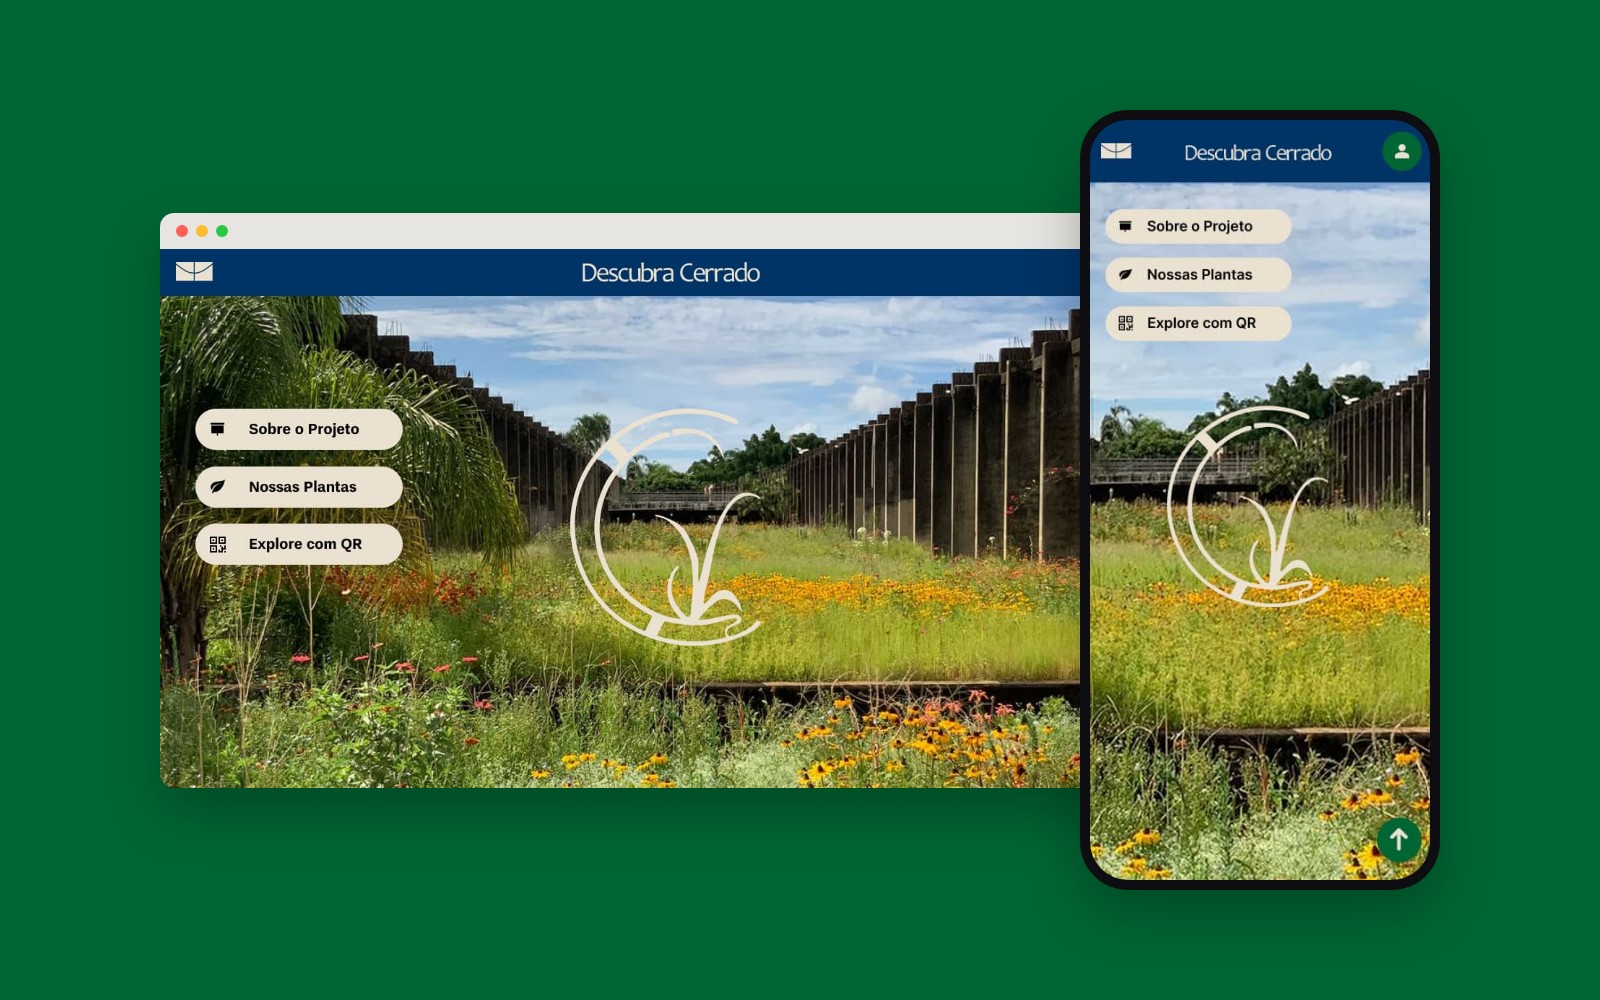 Descubra Cerrado
Sobre o Projeto
Nossas Plantas
Explore com QR
Descubra Cerrado
Sobre o Projeto
Nossas Plantas
Explore com QR